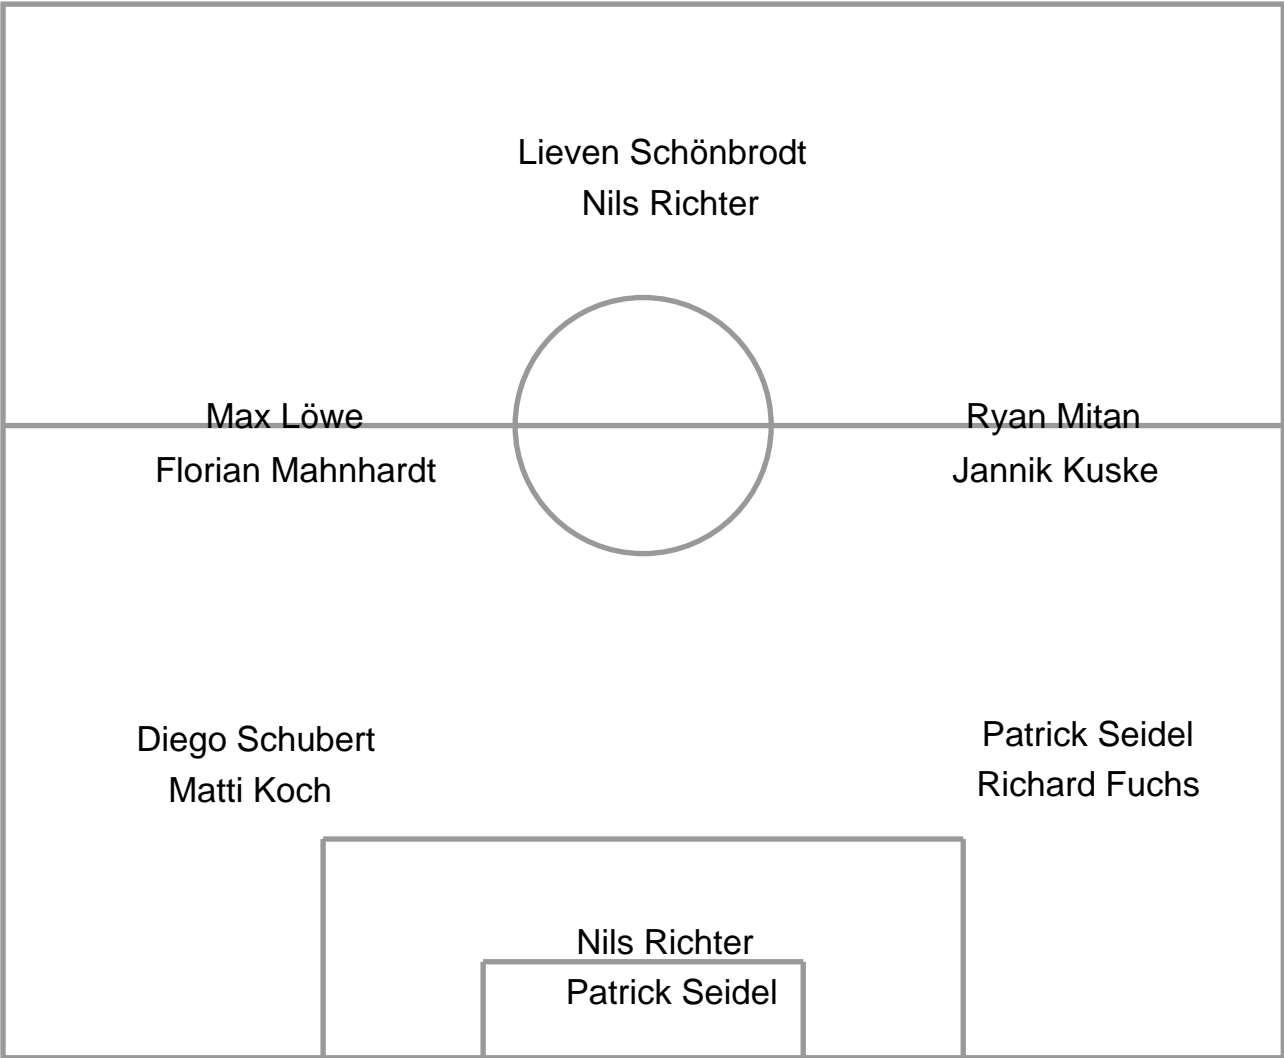 Lieven Schönbrodt
Nils Richter
Max Löwe
Ryan Mitan
Florian Mahnhardt
Jannik Kuske
Diego Schubert
Matti Koch
Patrick Seidel
Richard Fuchs
Nils Richter
Patrick Seidel